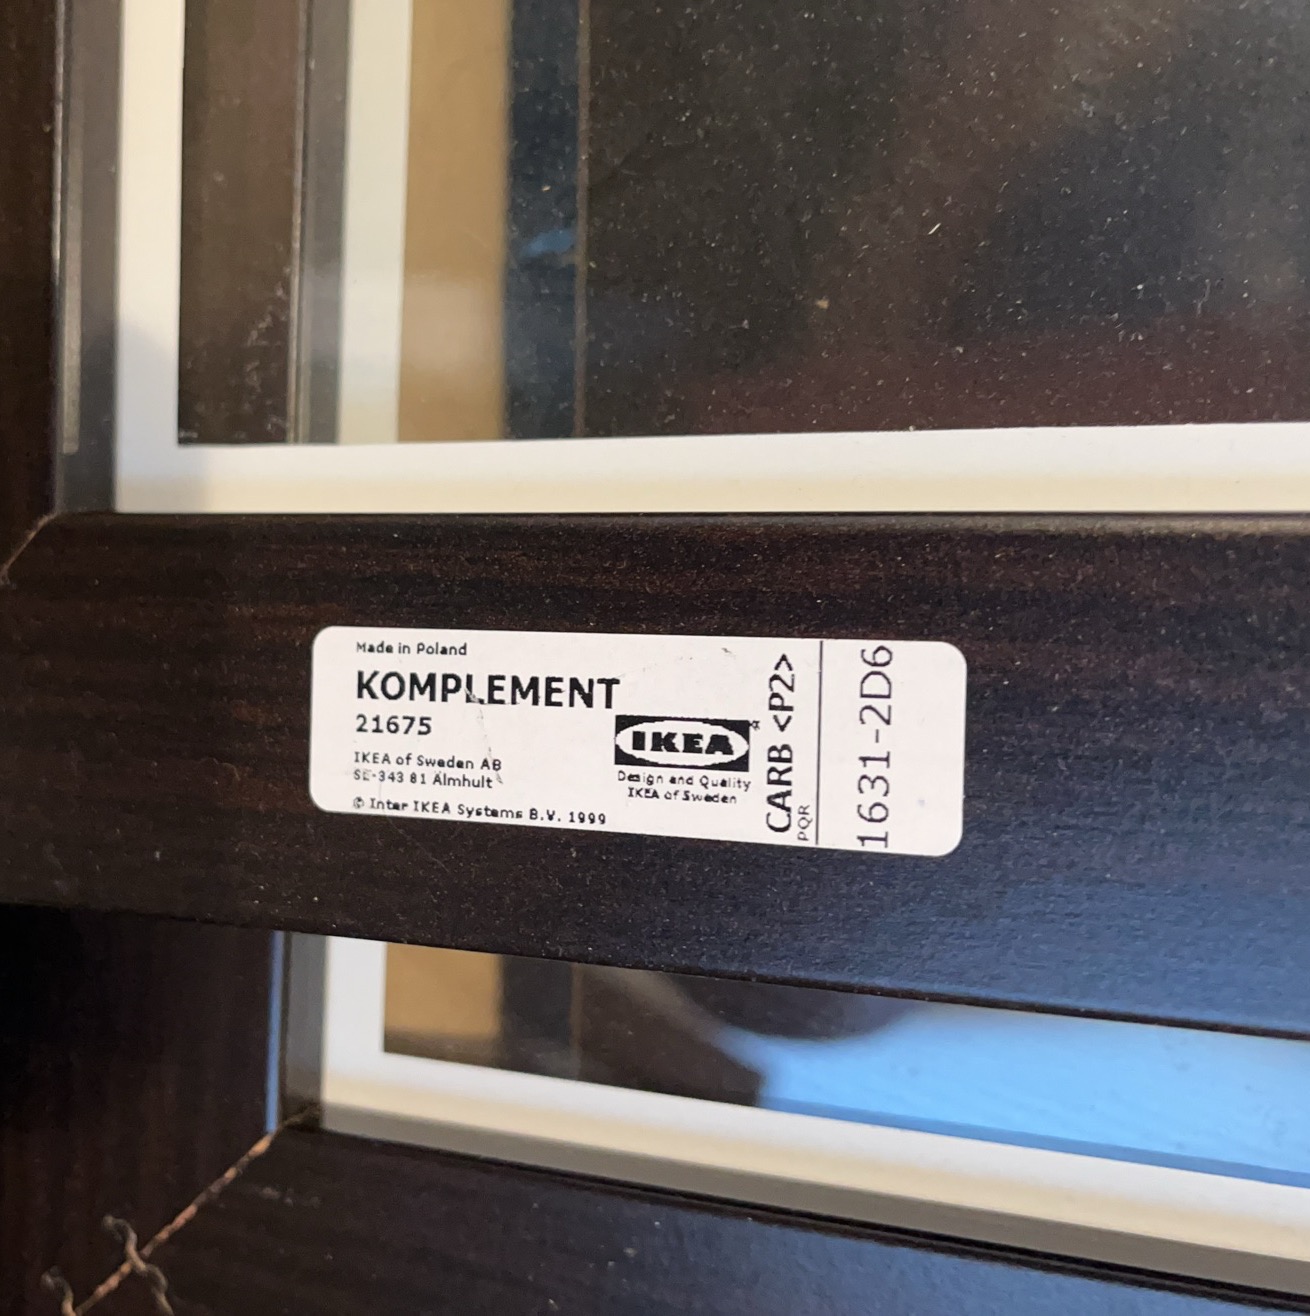 Made in Poland
KOMPLEMENT
21675
IKEA of Sweden AB
SE-343 81 Älmhult
© Inter IKEA Systems B.V. 1999
IKEA®
Design and Quality
IKEA of Sweden
CARB <P2>
PQR
1631-2D6